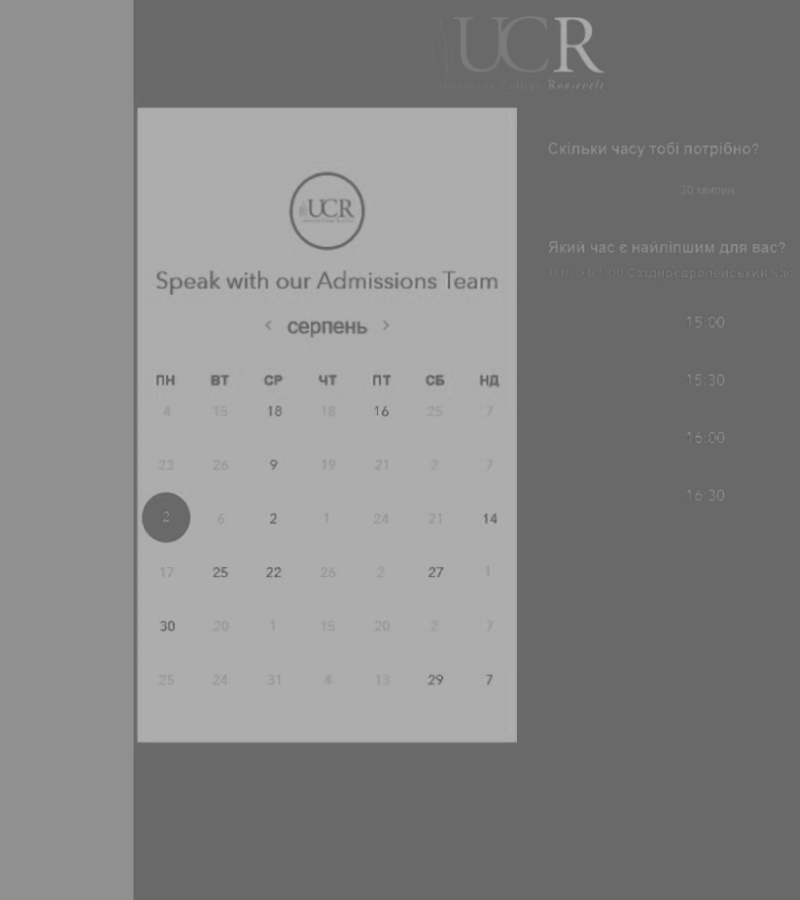 UCR
University College Roosevelt
UCR
Speak with our Admissions Team
< серпень >
ПН ВТ СР ЧТ ПТ СБ НД
4 15 18 18 16 25 7
23 26 9 19 21 2 7
2 6 2 1 24 21 14
17 25 22 26 2 27 1
30 20 1 15 20 2 7
25 24 31 4 13 29 7
Скільки часу тобі потрібно?
30 хвилин
Який час є найліпшим для вас?
Східноєвропейський час
15:00
15:30
16:00
16:30